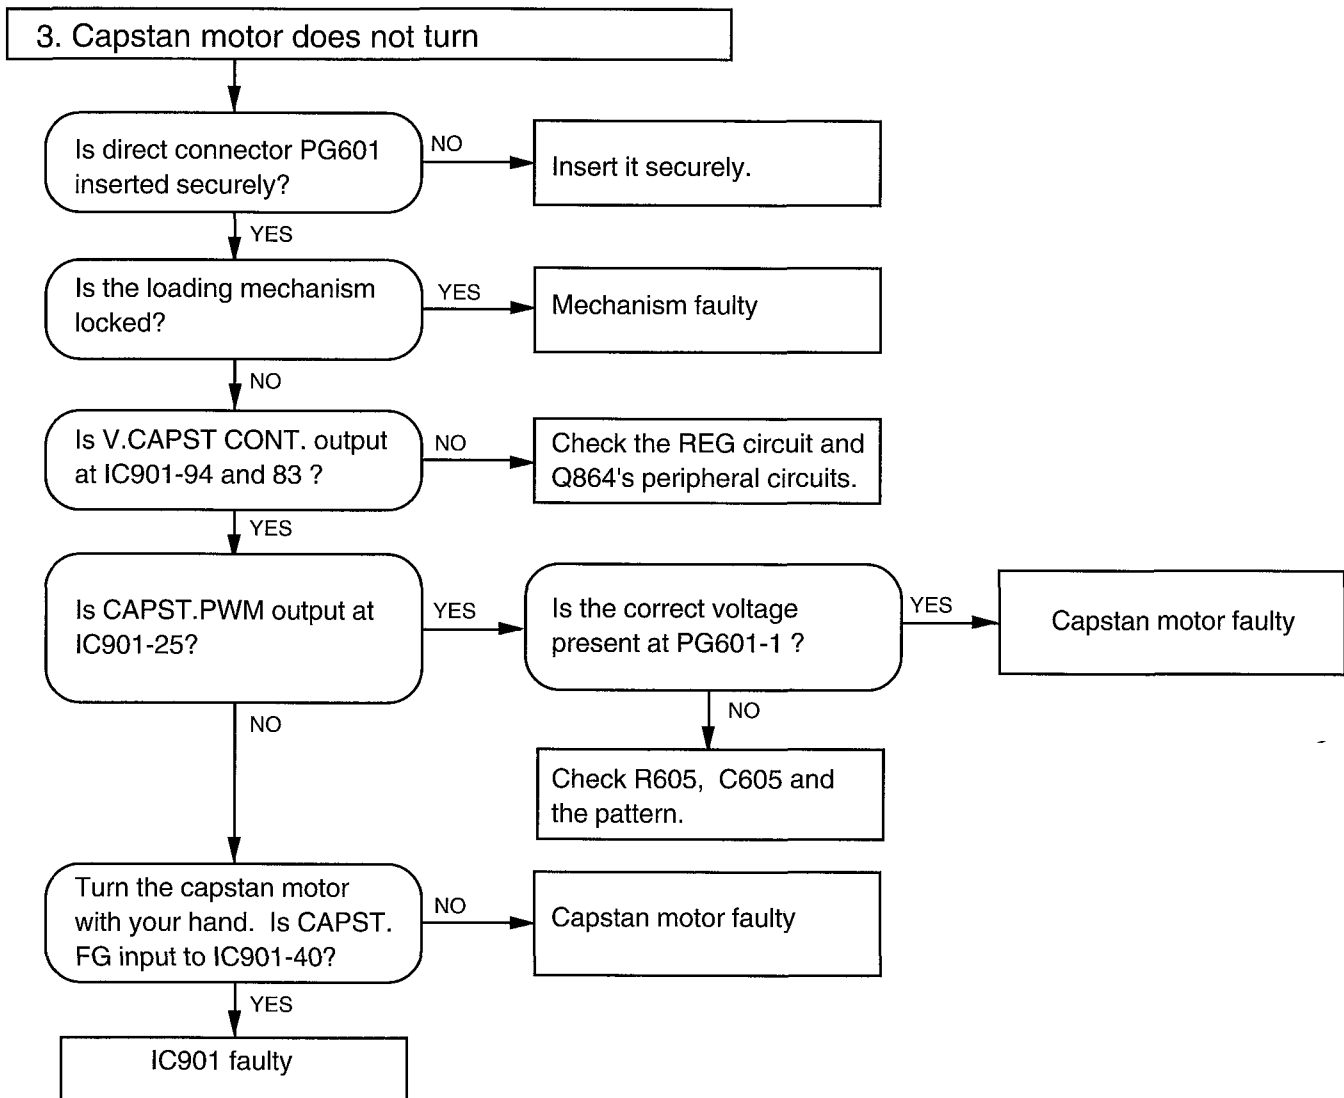 3. Capstan motor does not turn
Is direct connector PG601
inserted securely?
NO
Insert it securely.
YES
Is the loading mechanism
locked?
YES
Mechanism faulty
NO
Is V.CAPST CONT. output
at IC901-94 and 83 ?
NO
Check the REG circuit and
Q864's peripheral circuits.
YES
Is CAPST.PWM output at
IC901-25?
YES
Is the correct voltage
present at PG601-1 ?
YES
Capstan motor faulty
NO
NO
Check R605, C605 and
the pattern.
Turn the capstan motor
with your hand. Is CAPST.
FG input to IC901-40?
NO
Capstan motor faulty
YES
IC901 faulty